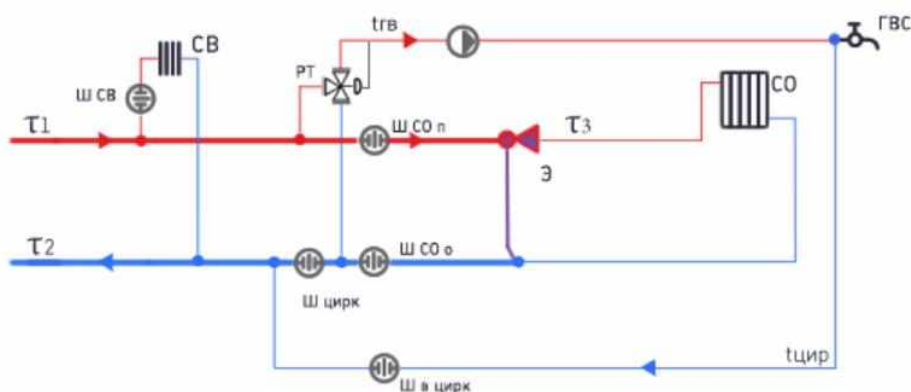 tгв
ГВС
СВ
РТ
Ш СВ
СО
τ1
Ш СО п
τ3
Э
τ2
Ш СО о
Ш цирк
tцир
Ш в цирк